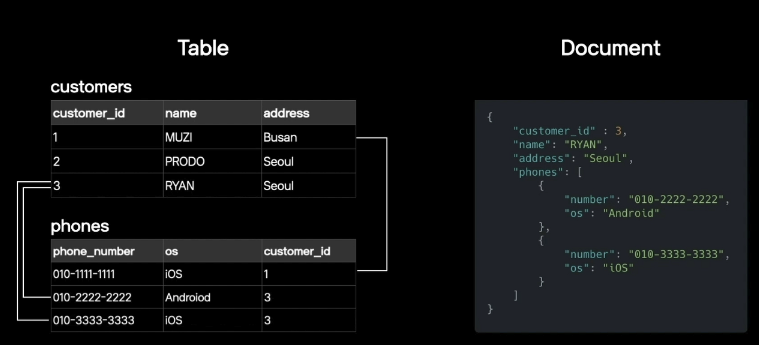 Table
customers
customer_id name address
1 MUZI Busan
2 PRODO Seoul
3 RYAN Seoul
phones
phone_number os customer_id
010-1111-1111 iOS 1
010-2222-2222 Androiod 3
010-3333-3333 iOS 3
Document
{
"customer_id" : 3,
"name": "RYAN",
"address": "Seoul",
"phones": [
{
"number": "010-2222-2222",
"os": "Android"
},
{
"number": "010-3333-3333",
"os": "iOS"
}
]
}